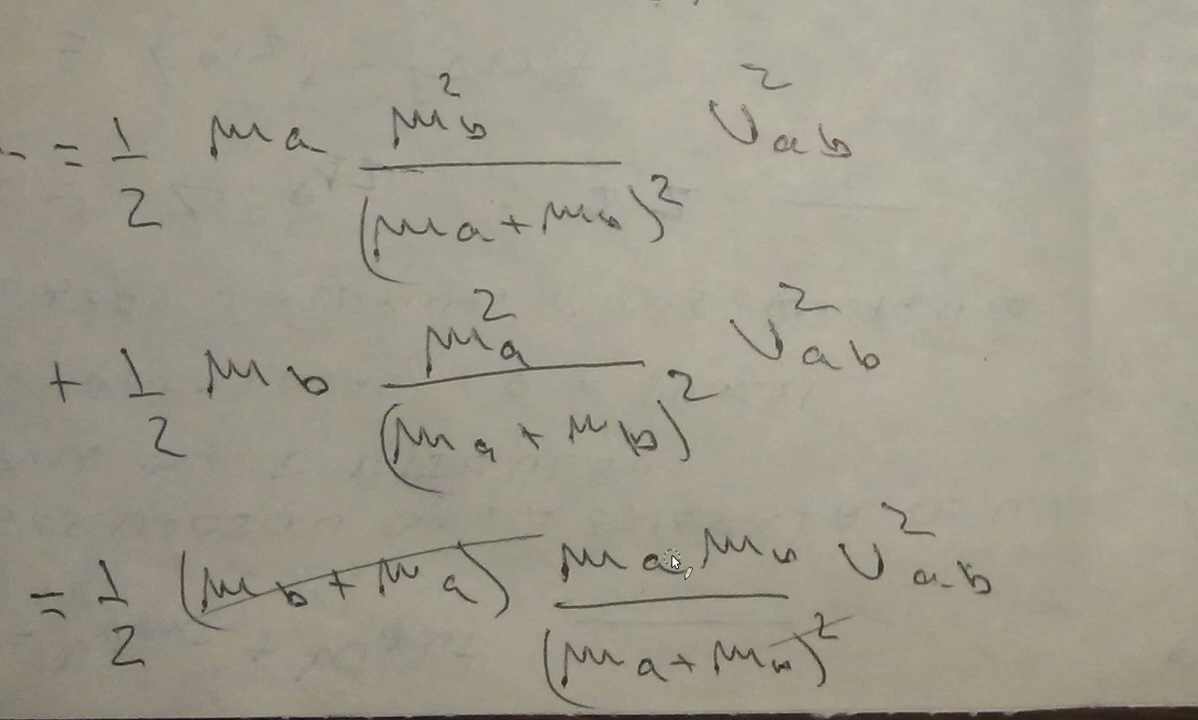 = 1/2 m_a m_b^2/(m_a + m_b)^2 v_ab^2
+ 1/2 m_b m_a^2/(m_a + m_b)^2 v_ab^2
= 1/2 (m_b + m_a) m_a m_b/(m_a + m_b)^2 v_ab^2